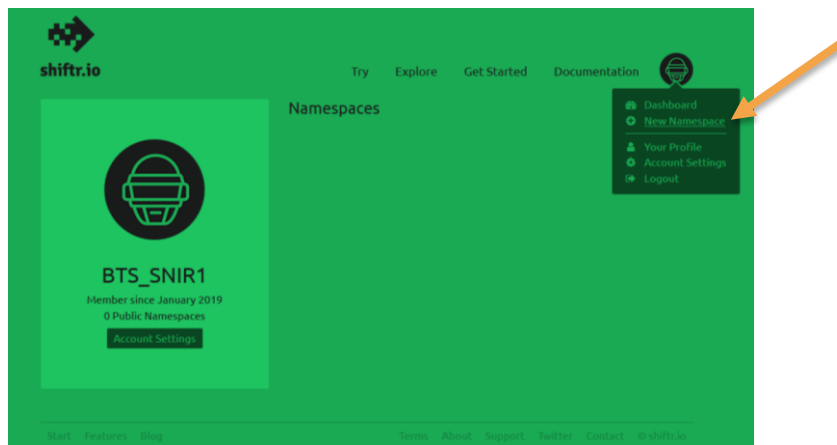 shiftr.io
Try Explore Get Started Documentation
Namespaces
Dashboard
New Namespace
Your Profile
Account Settings
Logout
BTS_SNIR1
Member since January 2019
0 Public Namespaces
Account Settings
Start Features Blog
Terms About Support Twitter Contact © shiftr.io